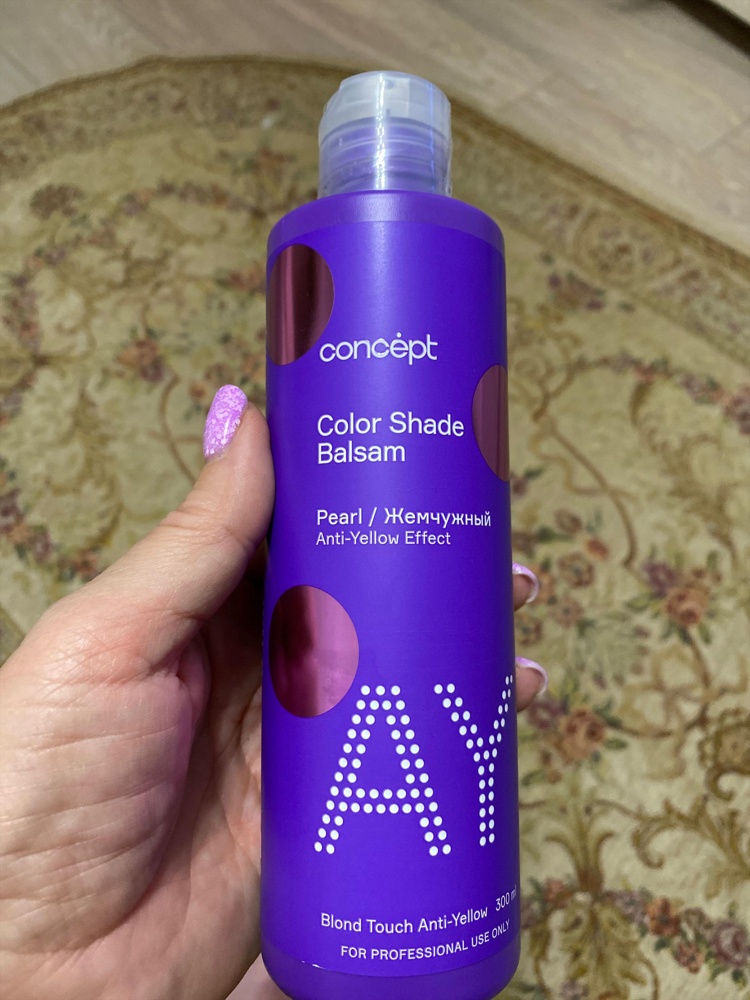 concept
Color Shade
Balsam
Pearl / Жемчужный
Anti-Yellow Effect
AY
Blond Touch Anti-Yellow 300 ml
FOR PROFESSIONAL USE ONLY